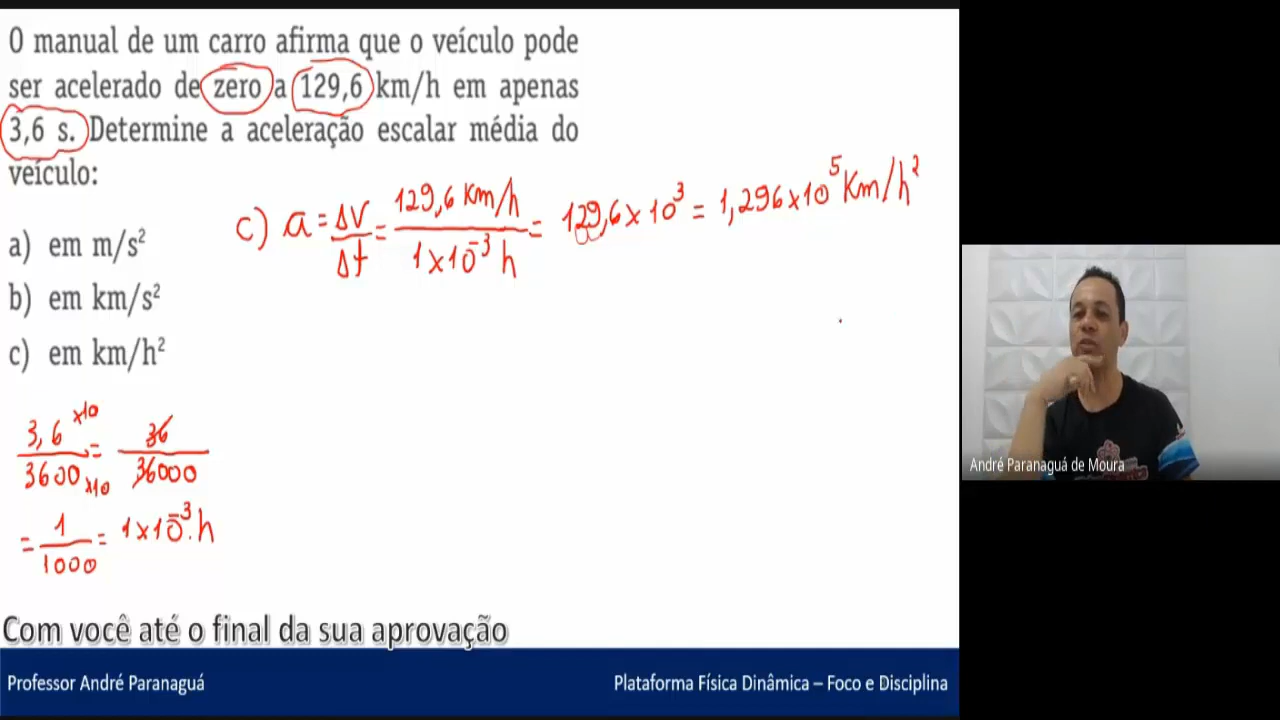 O manual de um carro afirma que o veículo pode
ser acelerado de zero a 129,6 km/h em apenas
3,6 s. Determine a aceleração escalar média do
veículo:
c) a = ΔV/Δt = 129,6 Km/h / 1 x 10⁻³ h = 129,6 x 10³ = 1,296 x 10⁵ Km/h²
a) em m/s²
b) em km/s²
c) em km/h²
3,6 x10 / 3600 x10 = 36 / 36000
= 1/1000 = 1 x 10⁻³. h
André Paranaguá de Moura
Com você até o final da sua aprovação
Professor André Paranaguá
Plataforma Física Dinâmica – Foco e Disciplina